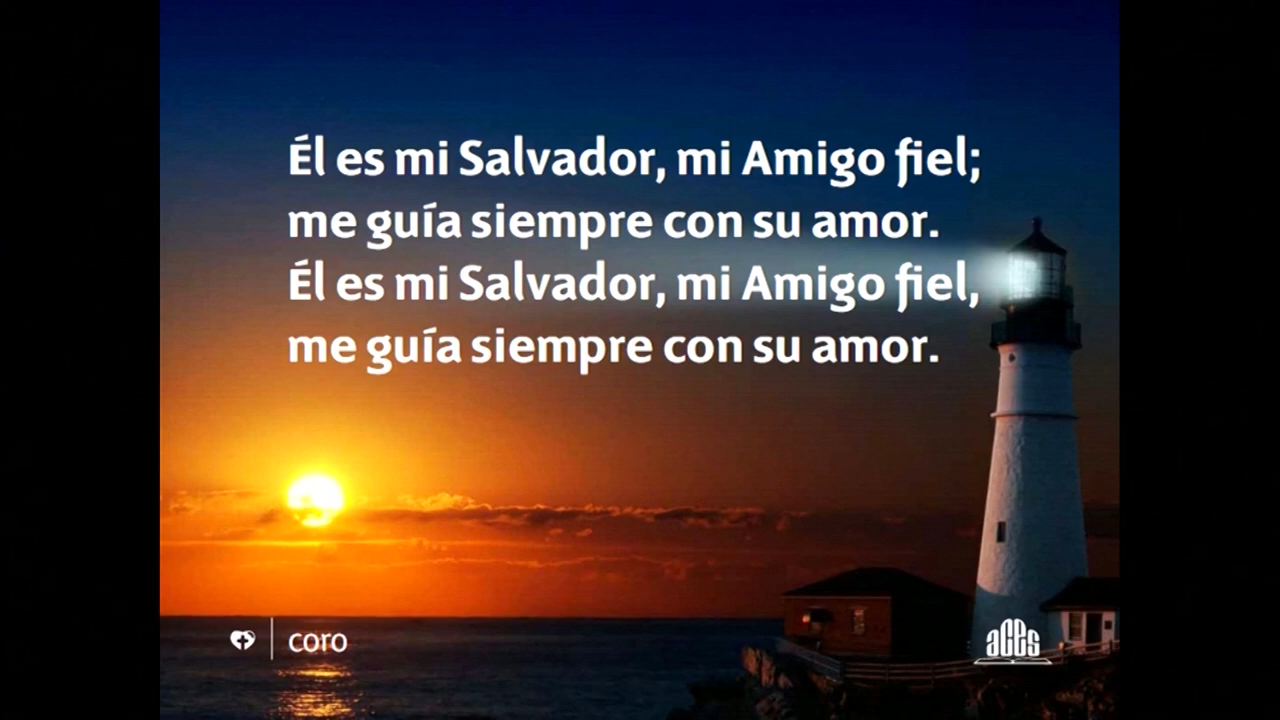 Él es mi Salvador, mi Amigo fiel;
me guía siempre con su amor.
Él es mi Salvador, mi Amigo fiel,
me guía siempre con su amor.
coro
aces